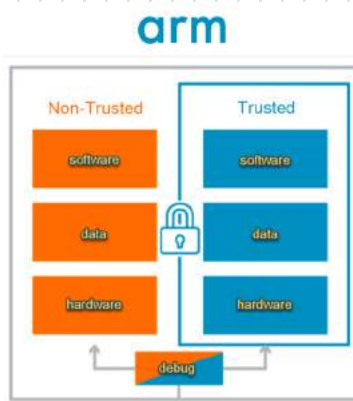 arm
Non-Trusted Trusted
software software
data data
hardware hardware
debug